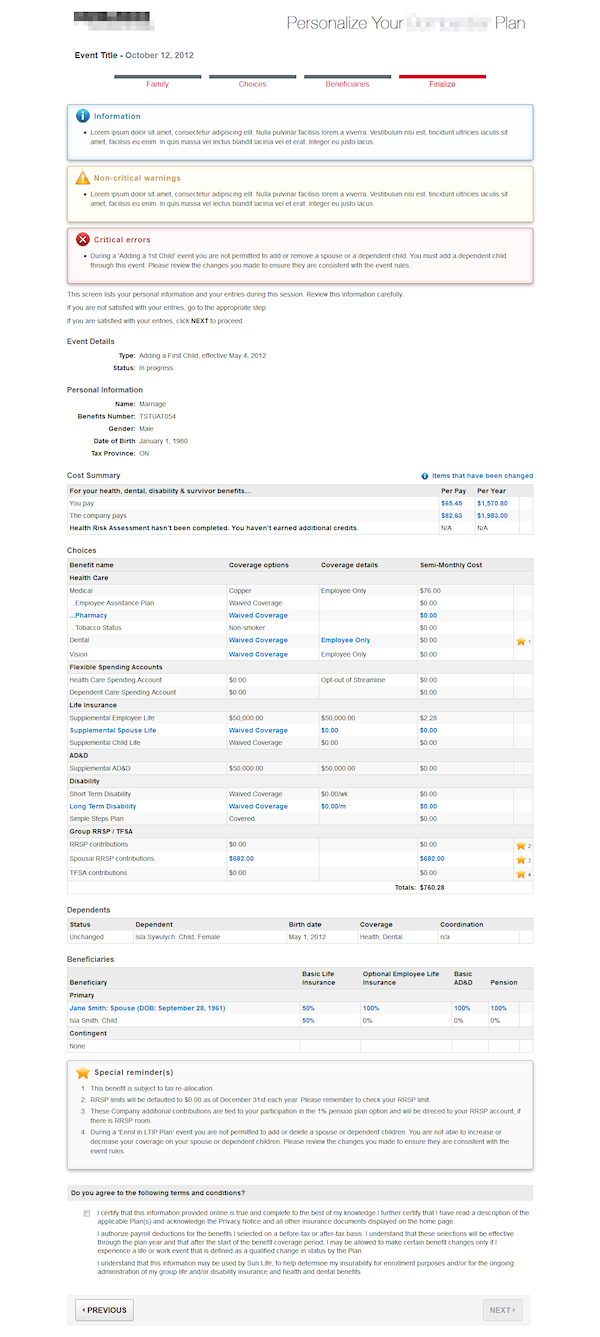 Personalize Your Plan
Event Title - October 12, 2012
Family Choices Beneficiaries Finalize
Information
• Lorem ipsum dolor sit amet, consectetur adipiscing elit. Nulla pulvinar facilisis lorem a viverra. Vestibulum nisi est, tincidunt ultricies iaculis sit
amet, facilisis eu enim. In quis massa vel lectus blandit lacinia vel et erat. Integer eu justo lacus.
Non-critical warnings
• Lorem ipsum dolor sit amet, consectetur adipiscing elit. Nulla pulvinar facilisis lorem a viverra. Vestibulum nisi est, tincidunt ultricies iaculis sit
amet, facilisis eu enim. In quis massa vel lectus blandit lacinia vel et erat. Integer eu justo lacus.
Critical errors
• During a 'Adding a 1st Child' event you are not permitted to add or remove a spouse or a dependent child. You must add a dependent child
through this event. Please review the changes you made to ensure they are consistent with the event rules.
This screen lists your personal information and your entries during this session. Review this information carefully.
If you are not satisfied with your entries, go to the appropriate step.
If you are satisfied with your entries, click NEXT to proceed.
Event Details
Type: Adding a First Child, effective May 4, 2012
Status: In progress
Personal Information
Name: Marriage
Benefits Number: TSTUAT054
Gender: Male
Date of Birth January 1, 1980
Tax Province: ON
Cost Summary Items that have been changed
For your health, dental, disability & survivor benefits... Per Pay Per Year
You pay $65.45 $1,570.80
The company pays $82.63 $1,983.00
Health Risk Assessment hasn't been completed. You haven't earned additional credits. N/A N/A
Choices
Benefit name Coverage options Coverage details Semi-Monthly Cost
Health Care
Medical Copper Employee Only $76.00
...Employee Assistance Plan Waived Coverage $0.00
...Pharmacy Waived Coverage $0.00
...Tobacco Status Non-smoker $0.00
Dental Waived Coverage Employee Only $0.00 1
Vision Waived Coverage Employee Only $0.00
Flexible Spending Accounts
Health Care Spending Account $0.00 Opt-out of Streamline $0.00
Dependent Care Spending Account $0.00 $0.00
Life Insurance
Supplemental Employee Life $50,000.00 $50,000.00 $2.28
Supplemental Spouse Life Waived Coverage $0.00 $0.00
Supplemental Child Life Waived Coverage $0.00 $0.00
AD&D
Supplemental AD&D $50,000.00 $50,000.00 $0.00
Disability
Short Term Disability Waived Coverage $0.00/wk $0.00
Long Term Disability Waived Coverage $0.00/m $0.00
Simple Steps Plan Covered $0.00
Group RRSP / TFSA
RRSP contributions $0.00 $0.00 2
Spousal RRSP contributions $682.00 $682.00 3
TFSA contributions $0.00 $0.00 4
Totals: $760.28
Dependents
Status Dependent Birth date Coverage Coordination
Unchanged Isla Sywulych: Child, Female May 1, 2012 Health, Dental n/a
Beneficiaries
Beneficiary Basic Life Insurance Optional Employee Life Insurance Basic AD&D Pension
Primary
Jane Smith: Spouse (DOB: September 28, 1961) 50% 100% 100% 100%
Isla Smith: Child 50% 0% 0% 0%
Contingent
None
Special reminder(s)
1. This benefit is subject to tax re-allocation.
2. RRSP limits will be defaulted to $0.00 as of December 31st each year. Please remember to check your RRSP limit.
3. These Company additional contributions are tied to your participation in the 1% pension plan option and will be direced to your RRSP account, if
there is RRSP room.
4. During a 'Enrol in LTIP Plan' event you are not permitted to add or delete a spouse or dependent children. You are not able to increase or
decrease your coverage on your spouse or dependent children. Please review the changes you made to ensure they are consistent with the
event rules.
Do you agree to the following terms and conditions?
I certify that this information provided online is true and complete to the best of my knowledge.I further certify that I have read a description of the
applicable Plan(s) and acknowledge the Privacy Notice and all other insurance documents displayed on the home page.
I authorize payroll deductions for the benefits I selected on a before-tax or after-tax basis. I understand that these selections will be effective
through the plan year and that after the start of the benefit coverage period, I may be allowed to make certain benefit changes only if I
experience a life or work event that is defined as a qualified change in status by the Plan.
I understand that this information may be used by Sun Life, to help determine my insurability for enrollment purposes and/or for the ongoing
administration of my group life and/or disability insurance and health and dental benefits.
‹ PREVIOUS NEXT ›